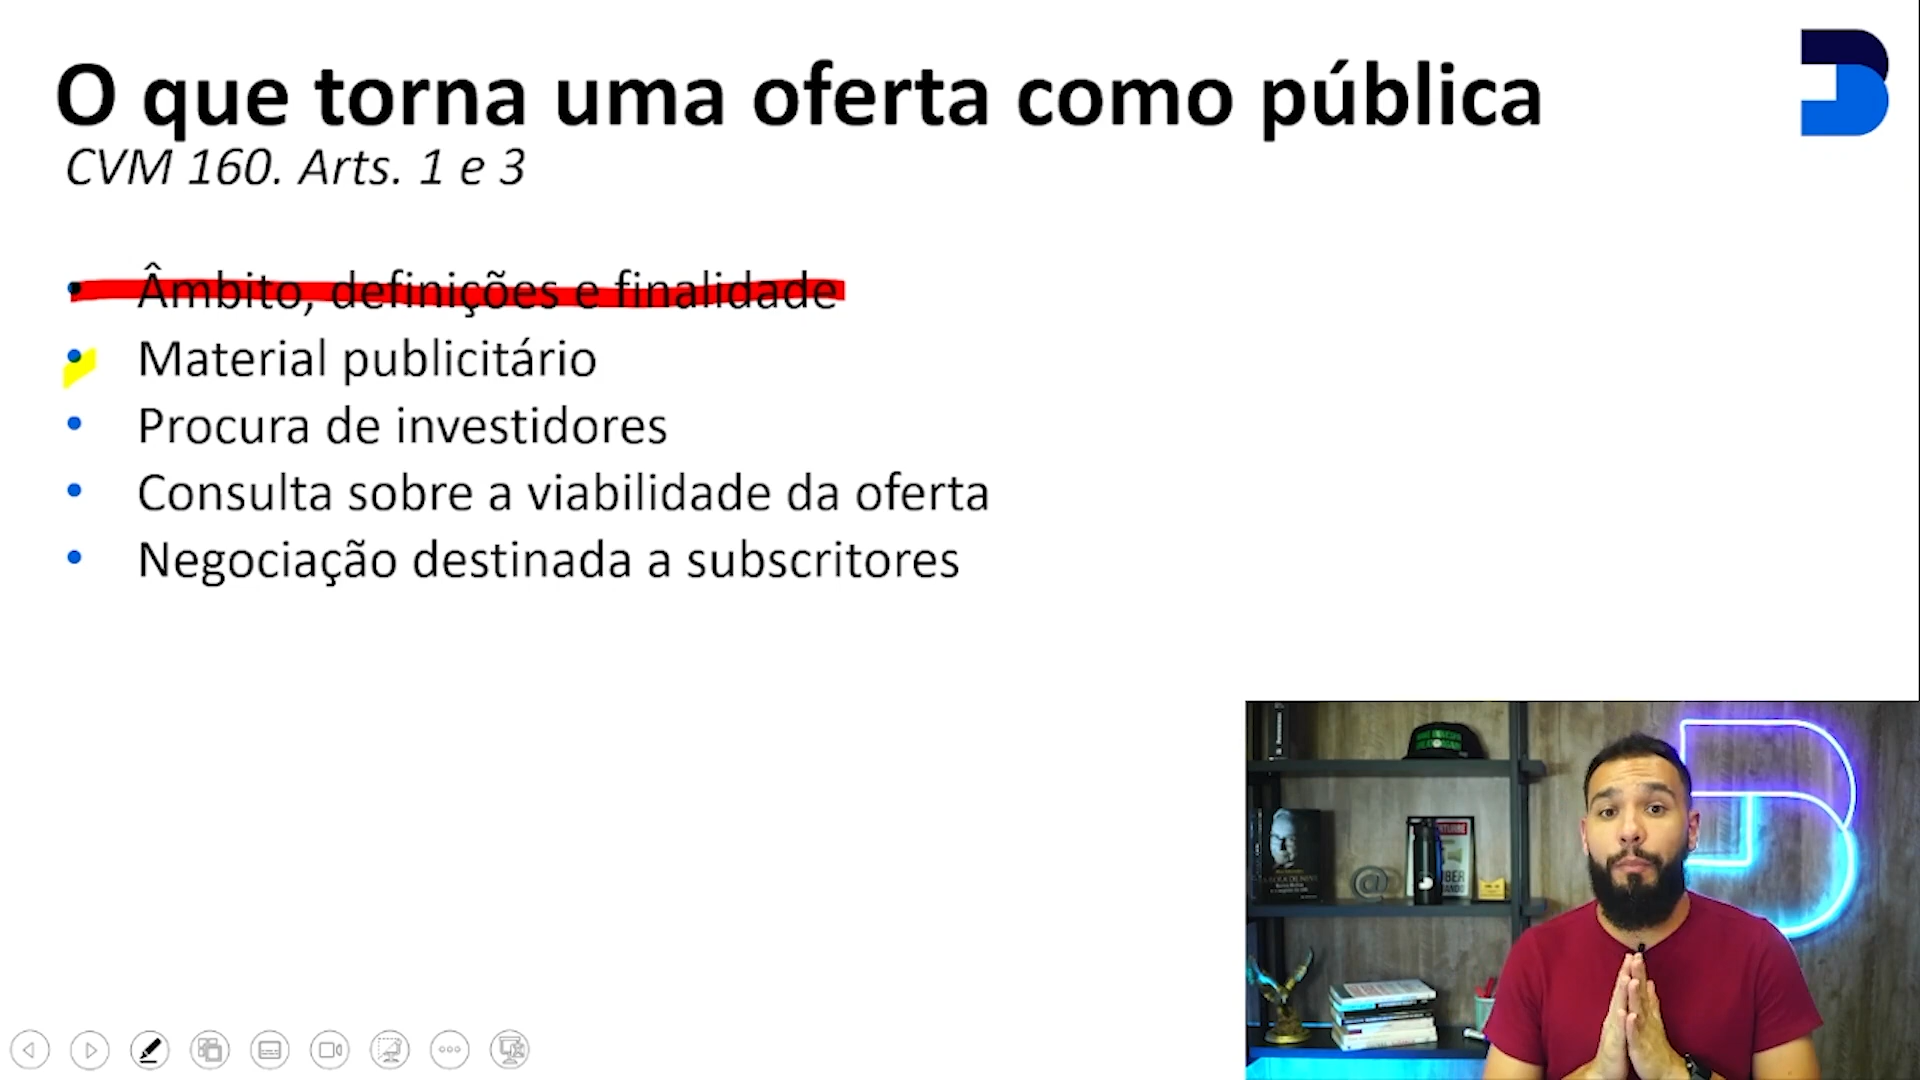 O que torna uma oferta como pública
CVM 160. Arts. 1 e 3
• Âmbito, definições e finalidade
• Material publicitário
• Procura de investidores
• Consulta sobre a viabilidade da oferta
• Negociação destinada a subscritores
@